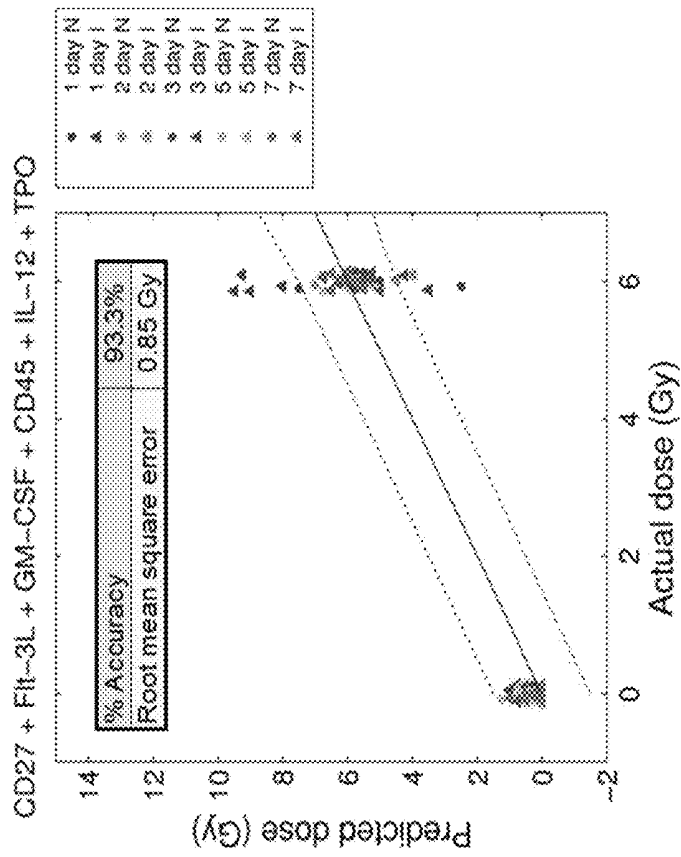 CD27 + Flt-3L + GM-CSF + CD45 + IL-12 + TPO
% Accuracy 93.3%
Root mean square error 0.85 Gy
1 day N
1 day I
2 day N
2 day I
3 day N
3 day I
5 day N
5 day I
7 day N
7 day I
Predicted dose (Gy)
14
12
10
8
6
4
2
0
-2
0 2 4 6
Actual dose (Gy)